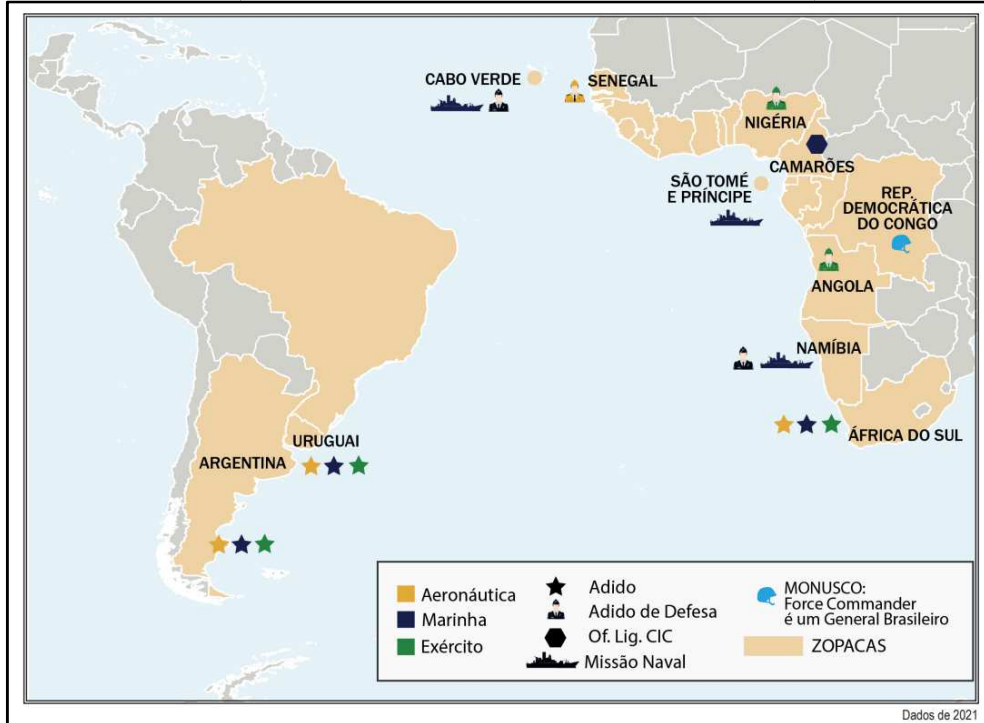 CABO VERDE
SENEGAL
NIGÉRIA
CAMARÕES
SÃO TOMÉ
E PRÍNCIPE
REP.
DEMOCRÁTICA
DO CONGO
ANGOLA
NAMÍBIA
ÁFRICA DO SUL
URUGUAI
ARGENTINA
Aeronáutica
Marinha
Exército
Adido
Adido de Defesa
Of. Lig. CIC
Missão Naval
MONUSCO:
Force Commander
é um General Brasileiro
ZOPACAS
Dados de 2021